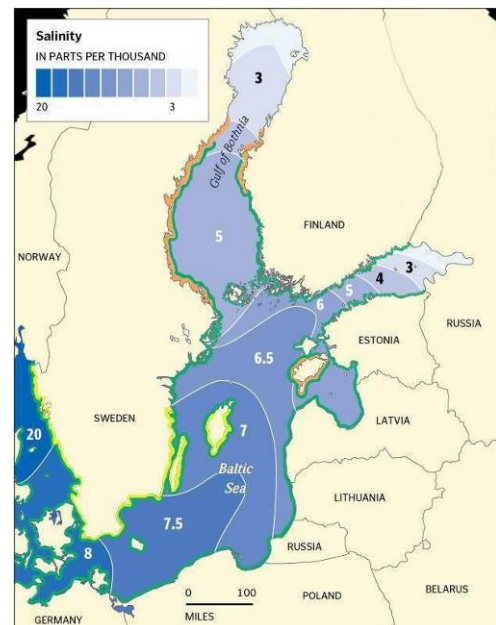 Salinity
IN PARTS PER THOUSAND
20 3
3
Gulf of Bothnia
5
FINLAND
NORWAY
3
4
5
6
RUSSIA
ESTONIA
6.5
SWEDEN
20
7
LATVIA
Baltic
Sea
LITHUANIA
7.5
8
RUSSIA
0 100
MILES
POLAND
BELARUS
GERMANY